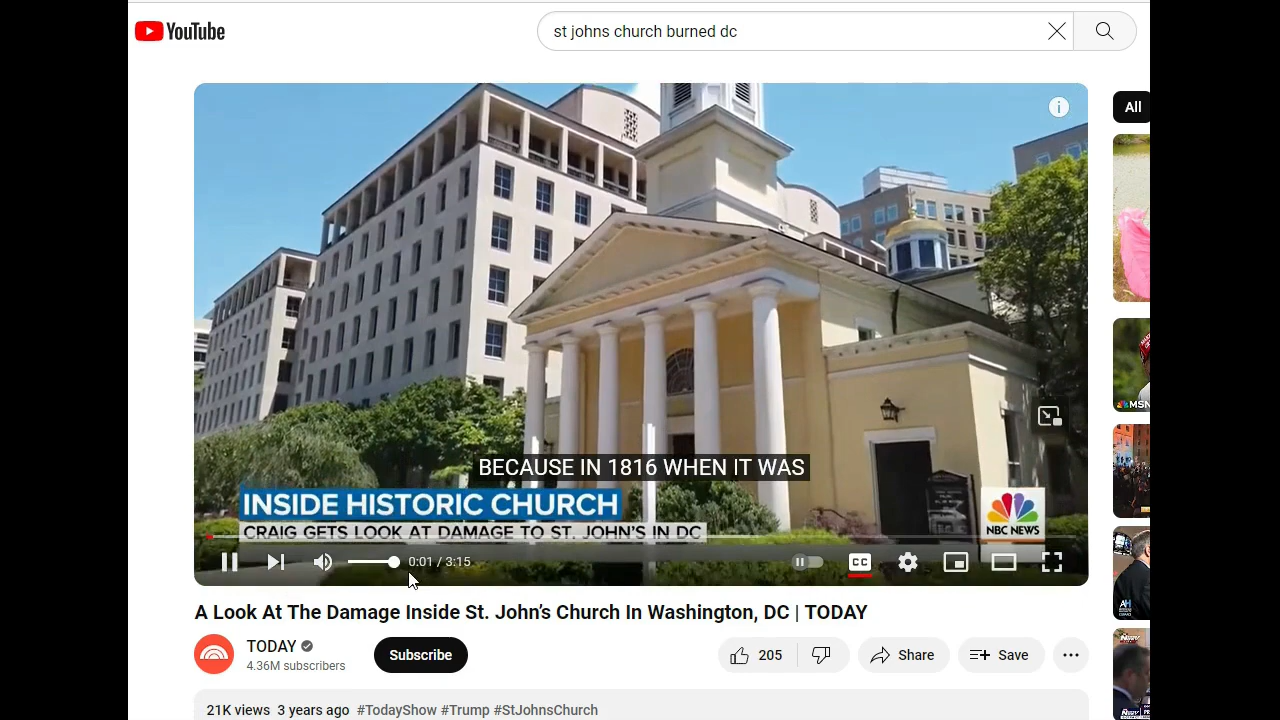 YouTube
st johns church burned dc
All
BECAUSE IN 1816 WHEN IT WAS
INSIDE HISTORIC CHURCH
CRAIG GETS LOOK AT DAMAGE TO ST. JOHN'S IN DC
NBC NEWS
MSN
0:01 / 3:15
CC
A Look At The Damage Inside St. John’s Church In Washington, DC | TODAY
TODAY
4.36M subscribers
Subscribe
205
Share
Save
21K views 3 years ago #TodayShow #Trump #StJohnsChurch